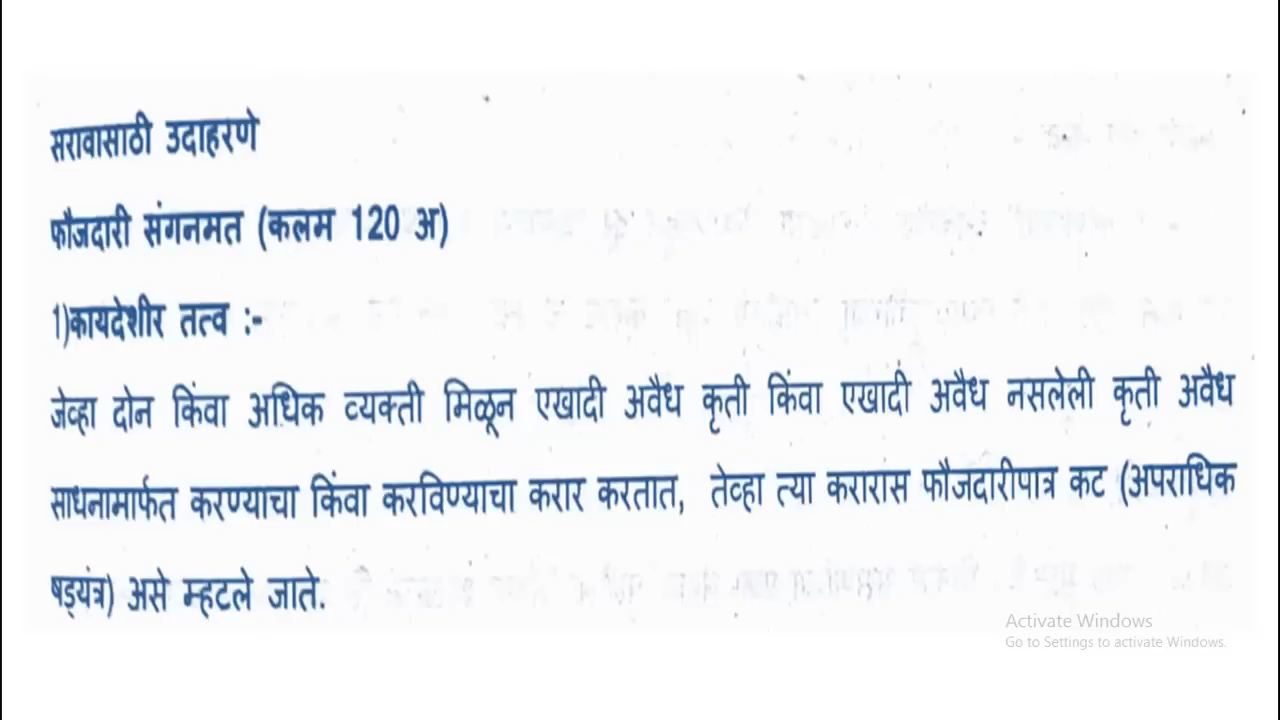 सरावासाठी उदाहरणे
फौजदारी संगनमत (कलम 120 अ)
1)कायदेशीर तत्व :-
जेव्हा दोन किंवा अधिक व्यक्ती मिळून एखादी अवैध कृती किंवा एखादी अवैध नसलेली कृती अवैध
साधनामार्फत करण्याचा किंवा करविण्याचा करार करतात, तेव्हा त्या करारास फौजदारीपात्र कट (अपराधिक
षड्यंत्र) असे म्हटले जाते.
Activate Windows
Go to Settings to activate Windows.